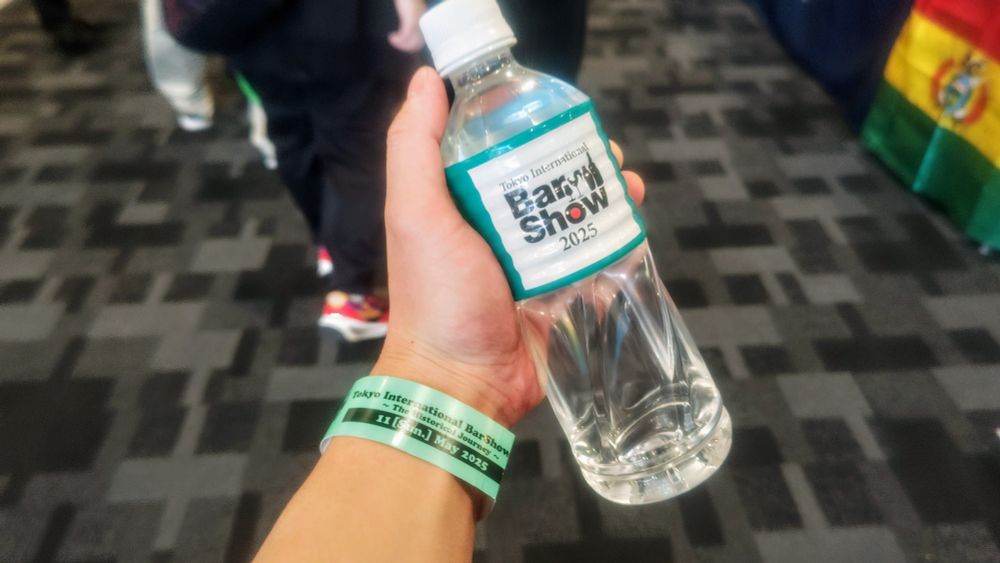 Tokyo International
Bar
Show
2025
Tokyo International BarShow
~ The Historical Journey ~
11 [Sun.] May 2025